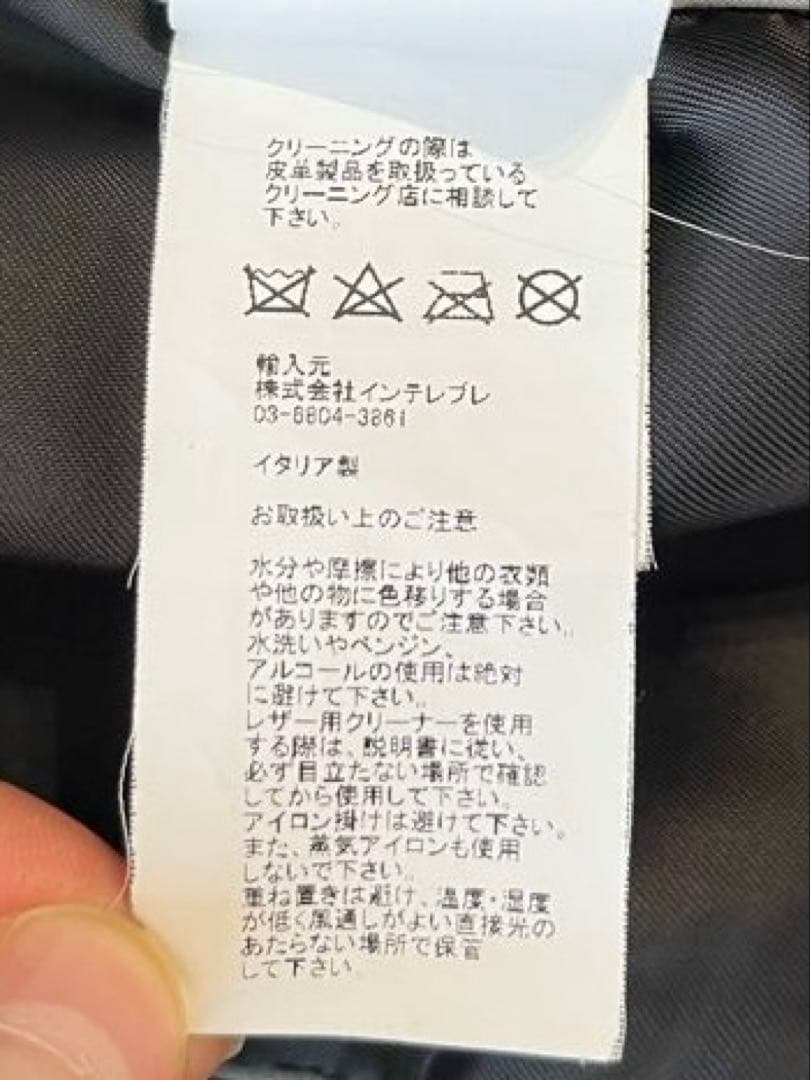 クリーニングの際は
皮革製品を取扱っている
クリーニング店に相談して
下さい。
輸入元
株式会社インテレプレ
03-6804-3861
イタリア製
お取扱い上のご注意
水分や摩擦により他の衣類
や他の物に色移りする場合
がありますのでご注意下さい。
水洗いやベンジン、
アルコールの使用は絶対
に避けて下さい。
レザー用クリーナーを使用
する際は、説明書に従い、
必ず目立たない場所で確認
してから使用して下さい。
アイロン掛けは避けて下さい。
また、蒸気アイロンも使用
しないで下さい。
重ね置きは避け、温度・湿度
が低く風通しがよい直接光の
あたらない場所で保管
して下さい